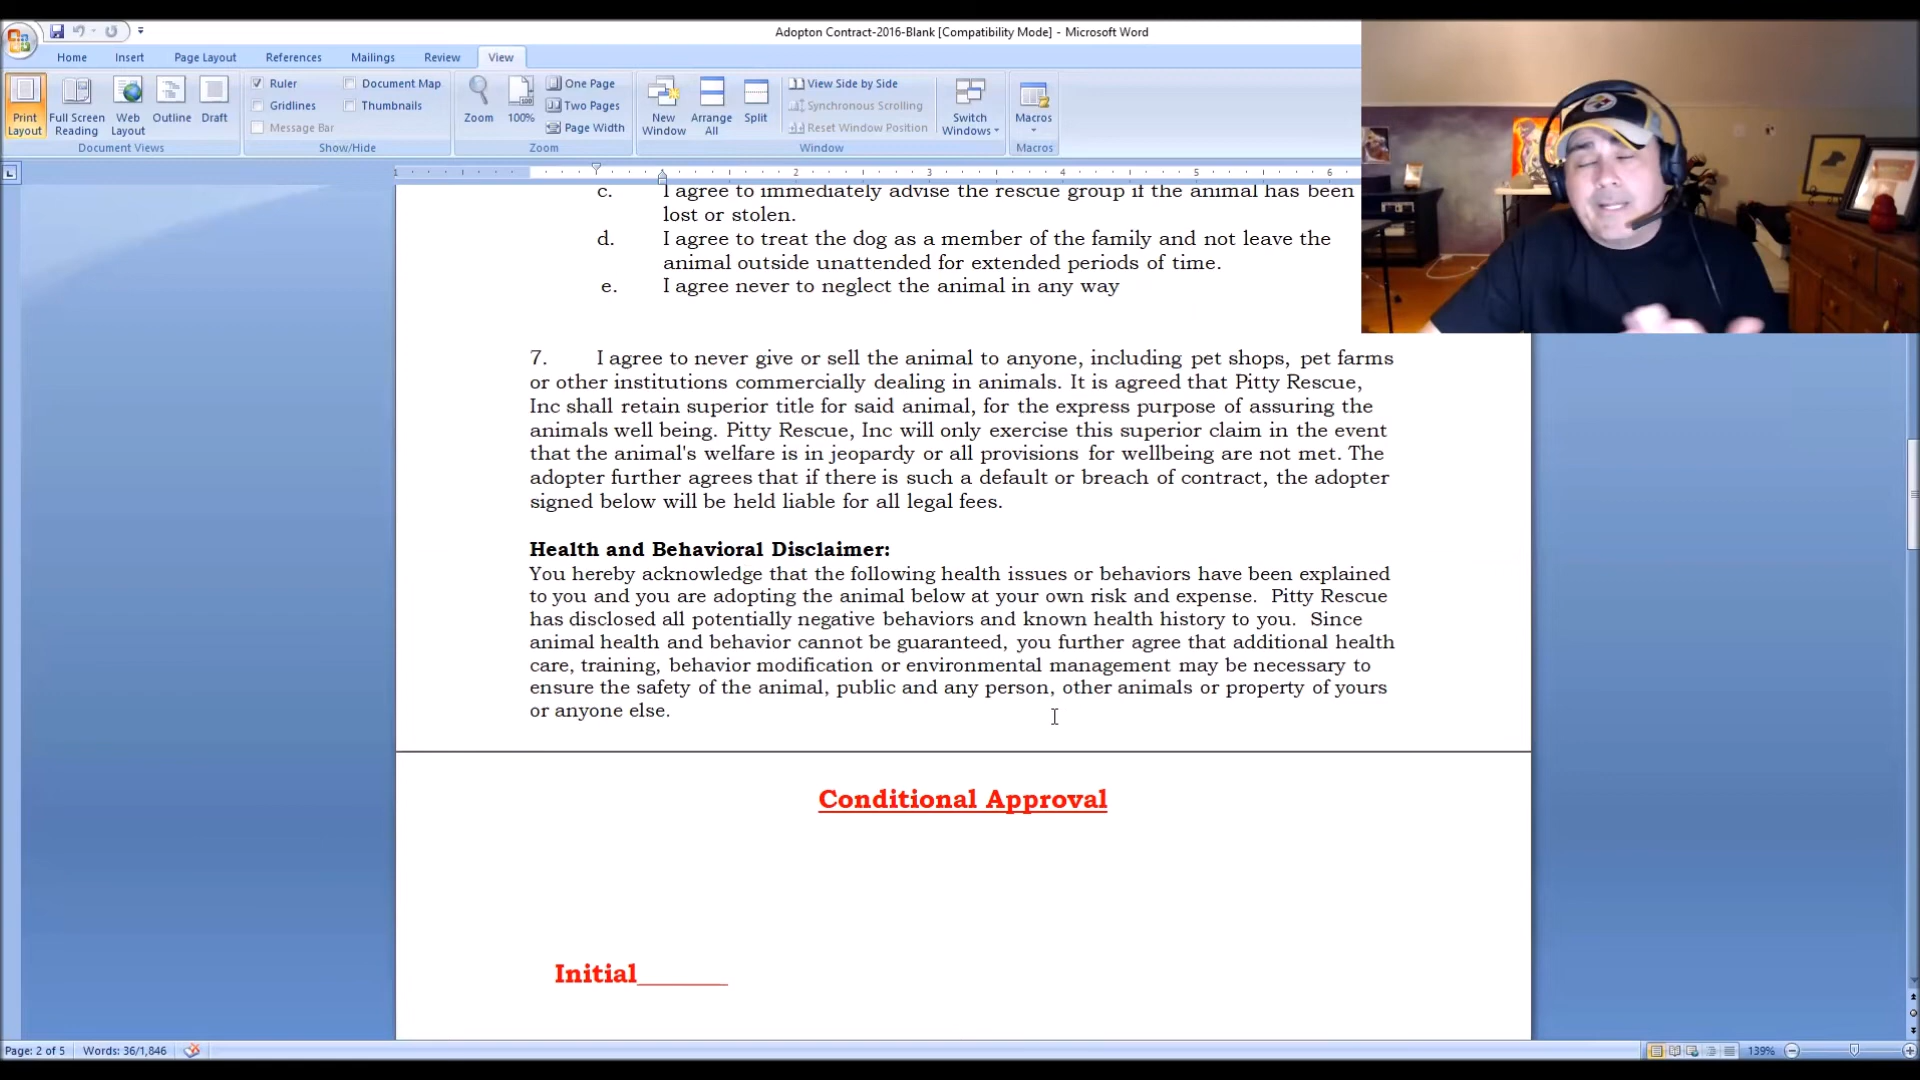 Adopton Contract-2016-Blank [Compatibility Mode] - Microsoft Word
Home Insert Page Layout References Mailings Review View
Print Layout
Full Screen Reading
Web Layout
Outline
Draft
Document Views
Ruler
Gridlines
Message Bar
Document Map
Thumbnails
Show/Hide
Zoom
100%
One Page
Two Pages
Page Width
Zoom
New Window
Arrange All
Split
View Side by Side
Synchronous Scrolling
Reset Window Position
Switch Windows
Window
Macros
Macros
1 1 2 3 4 5 6
c. I agree to immediately advise the rescue group if the animal has been
lost or stolen.
d. I agree to treat the dog as a member of the family and not leave the
animal outside unattended for extended periods of time.
e. I agree never to neglect the animal in any way
7. I agree to never give or sell the animal to anyone, including pet shops, pet farms
or other institutions commercially dealing in animals. It is agreed that Pitty Rescue,
Inc shall retain superior title for said animal, for the express purpose of assuring the
animals well being. Pitty Rescue, Inc will only exercise this superior claim in the event
that the animal's welfare is in jeopardy or all provisions for wellbeing are not met. The
adopter further agrees that if there is such a default or breach of contract, the adopter
signed below will be held liable for all legal fees.
Health and Behavioral Disclaimer:
You hereby acknowledge that the following health issues or behaviors have been explained
to you and you are adopting the animal below at your own risk and expense. Pitty Rescue
has disclosed all potentially negative behaviors and known health history to you. Since
animal health and behavior cannot be guaranteed, you further agree that additional health
care, training, behavior modification or environmental management may be necessary to
ensure the safety of the animal, public and any person, other animals or property of yours
or anyone else.
Conditional Approval
Initial_______
Page: 2 of 5 Words: 36/1,846 139%